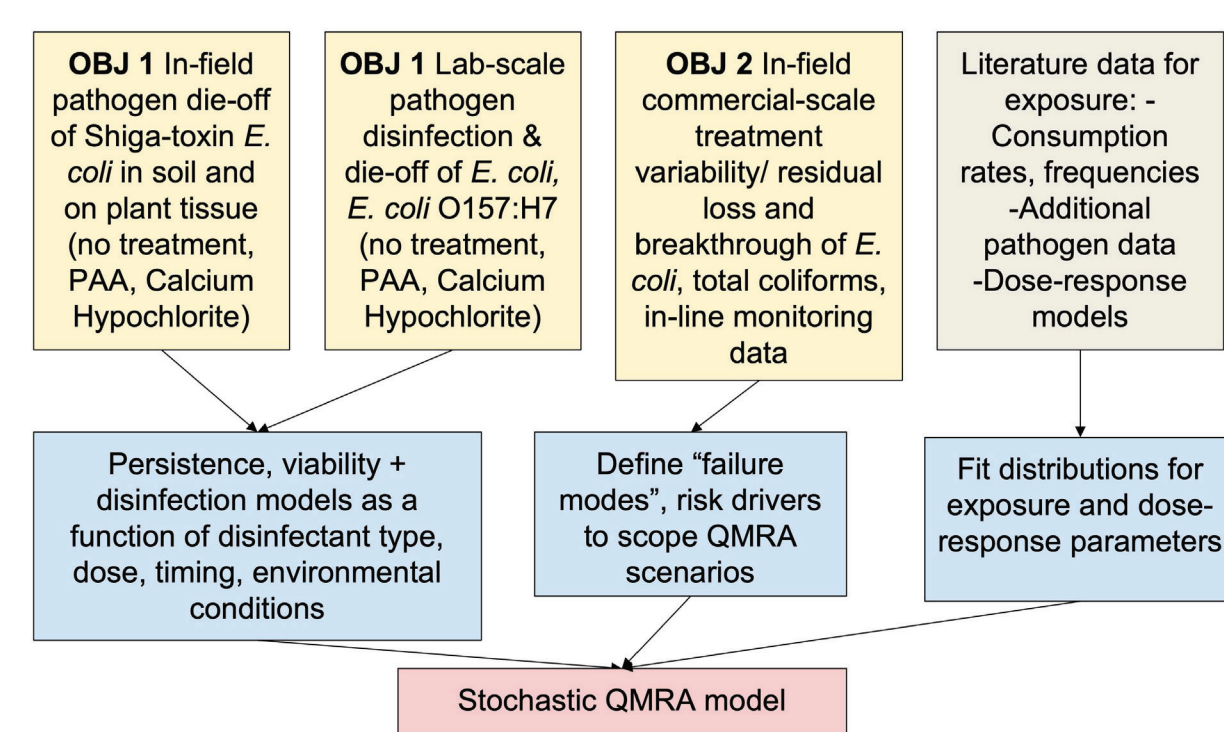 OBJ 1 In-field
pathogen die-off
of Shiga-toxin E.
coli in soil and
on plant tissue
(no treatment,
PAA, Calcium
Hypochlorite)
OBJ 1 Lab-scale
pathogen
disinfection &
die-off of E. coli,
E. coli O157:H7
(no treatment,
PAA, Calcium
Hypochlorite)
OBJ 2 In-field
commercial-scale
treatment
variability/ residual
loss and
breakthrough of E.
coli, total coliforms,
in-line monitoring
data
Literature data for
exposure: -
Consumption
rates, frequencies
-Additional
pathogen data
-Dose-response
models
Persistence, viability +
disinfection models as a
function of disinfectant type,
dose, timing, environmental
conditions
Define “failure
modes”, risk drivers
to scope QMRA
scenarios
Fit distributions for
exposure and dose-
response parameters
Stochastic QMRA model